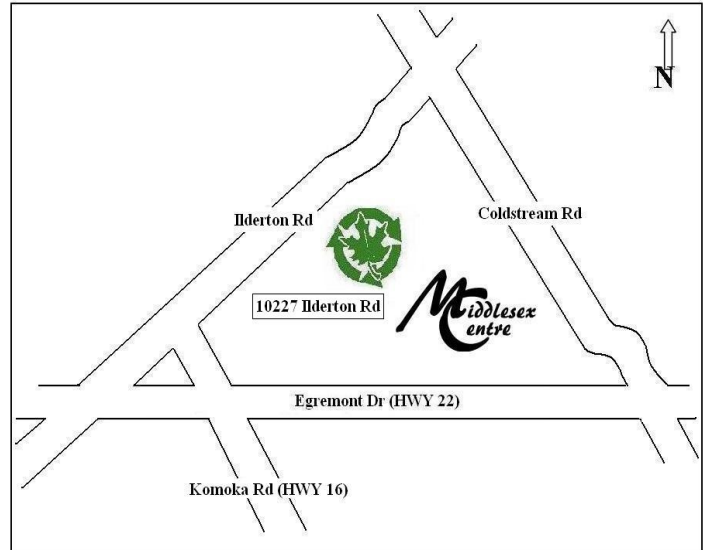 N
Ilderton Rd
Coldstream Rd
10227 Ilderton Rd
Middlesex
Centre
Egremont Dr (HWY 22)
Komoka Rd (HWY 16)